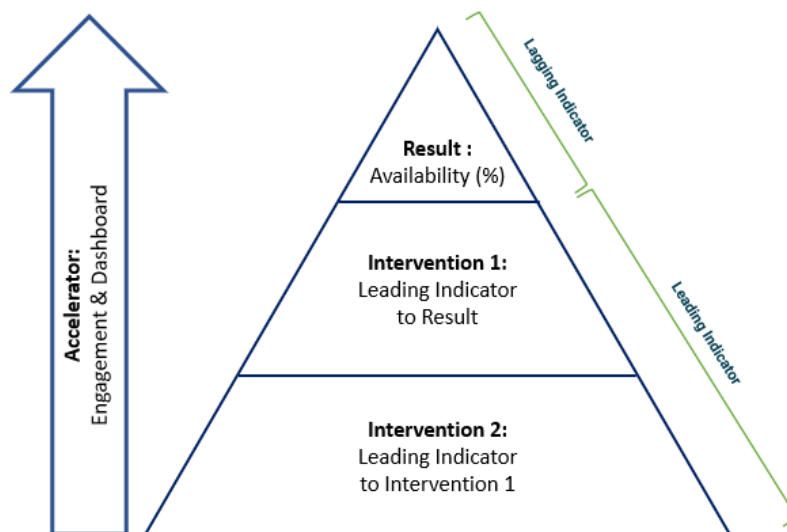 Accelerator:
Engagement & Dashboard
Result :
Availability (%)
Intervention 1:
Leading Indicator
to Result
Intervention 2:
Leading Indicator
to Intervention 1
Lagging Indicator
Leading Indicator